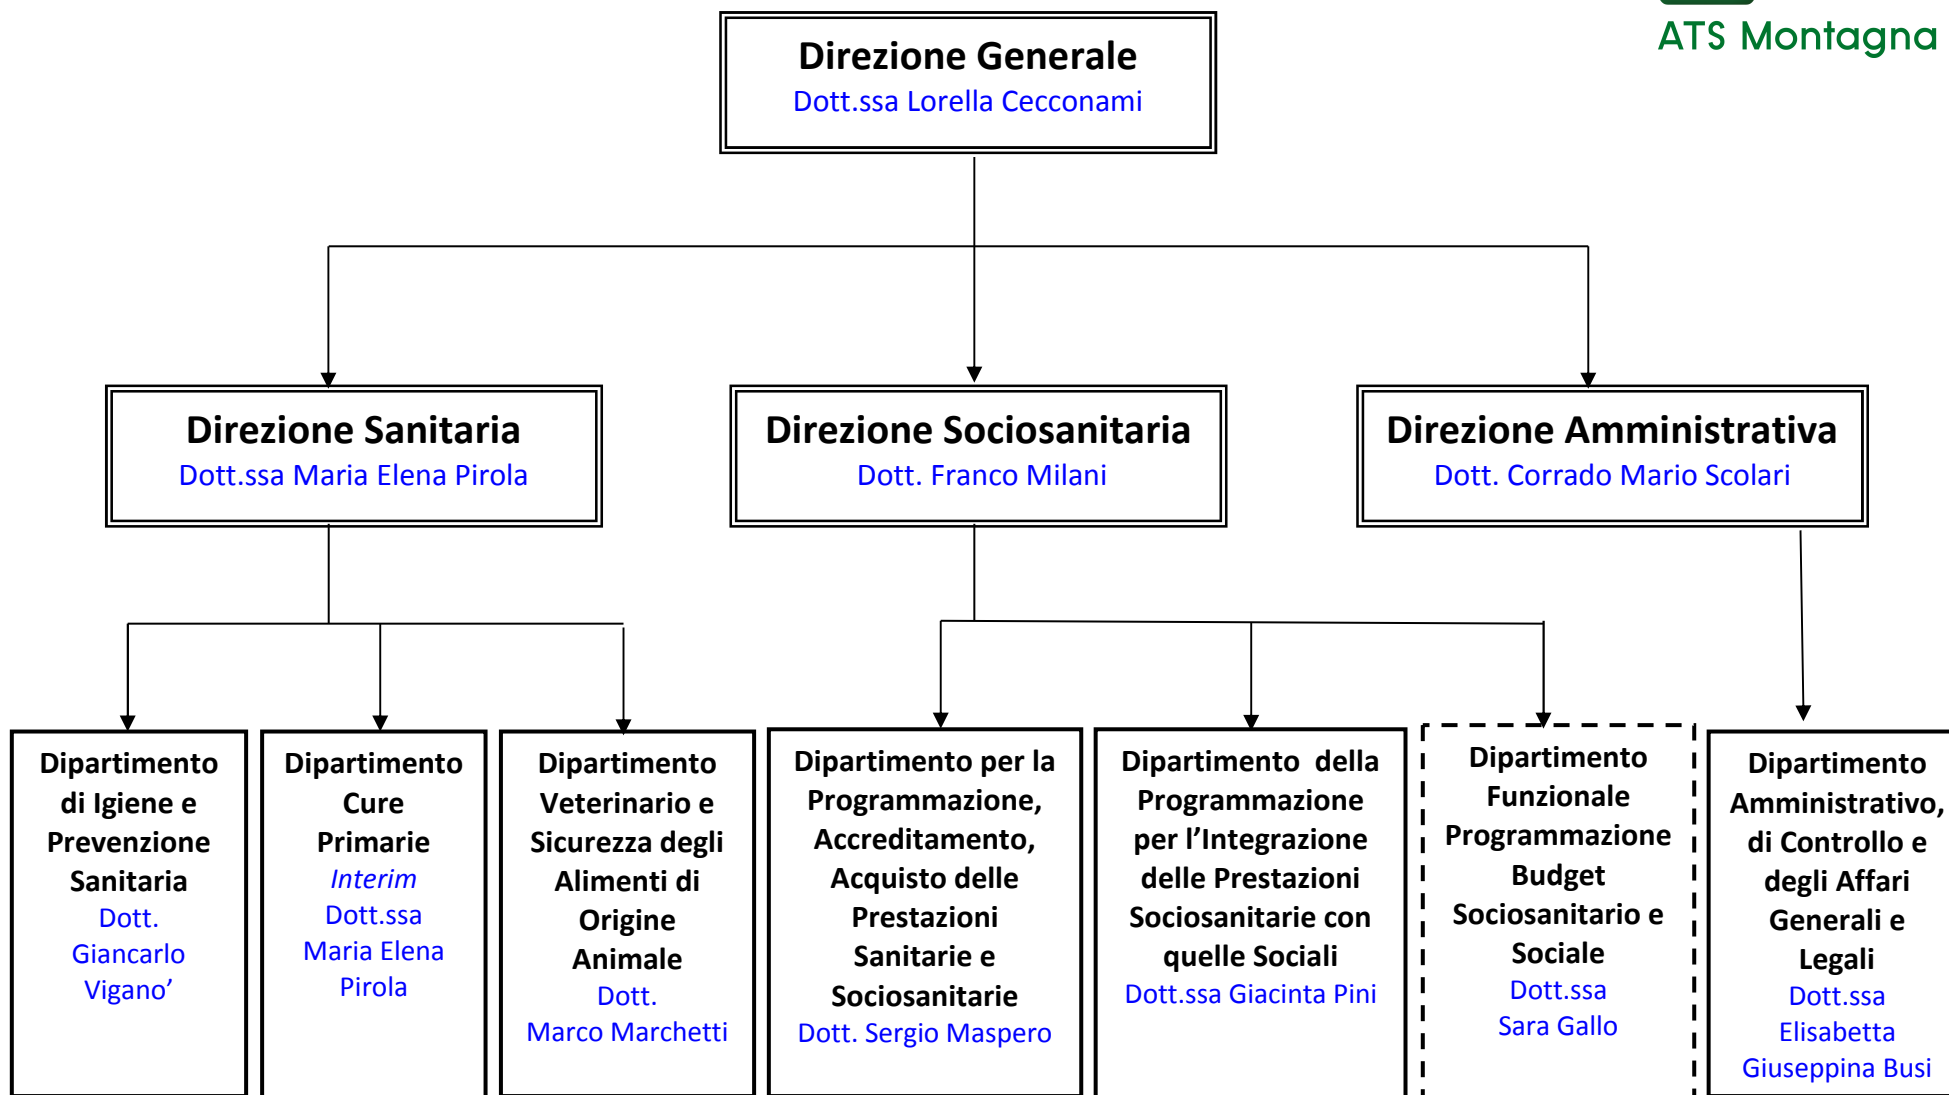 ATS Montagna
Direzione Generale
Dott.ssa Lorella Cecconami
Direzione Sanitaria
Dott.ssa Maria Elena Pirola
Direzione Sociosanitaria
Dott. Franco Milani
Direzione Amministrativa
Dott. Corrado Mario Scolari
Dipartimento
di Igiene e
Prevenzione
Sanitaria
Dott.
Giancarlo
Vigano’
Dipartimento
Cure
Primarie
Interim
Dott.ssa
Maria Elena
Pirola
Dipartimento
Veterinario e
Sicurezza degli
Alimenti di
Origine
Animale
Dott.
Marco Marchetti
Dipartimento per la
Programmazione,
Accreditamento,
Acquisto delle
Prestazioni
Sanitarie e
Sociosanitarie
Dott. Sergio Maspero
Dipartimento della
Programmazione
per l’Integrazione
delle Prestazioni
Sociosanitarie con
quelle Sociali
Dott.ssa Giacinta Pini
Dipartimento
Funzionale
Programmazione
Budget
Sociosanitario e
Sociale
Dott.ssa
Sara Gallo
Dipartimento
Amministrativo,
di Controllo e
degli Affari
Generali e
Legali
Dott.ssa
Elisabetta
Giuseppina Busi